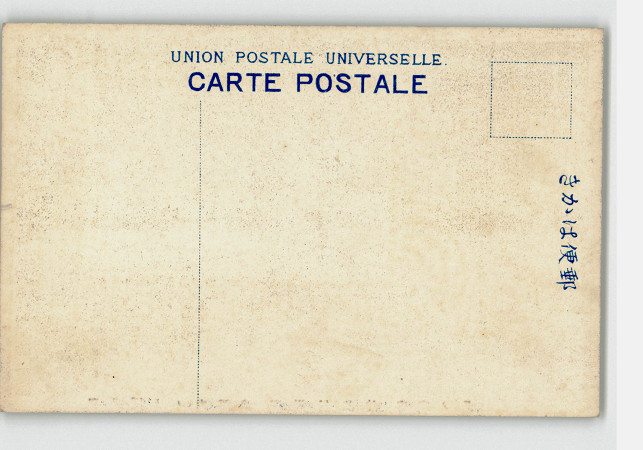 UNION POSTALE UNIVERSELLE.
CARTE POSTALE
郵便はかき